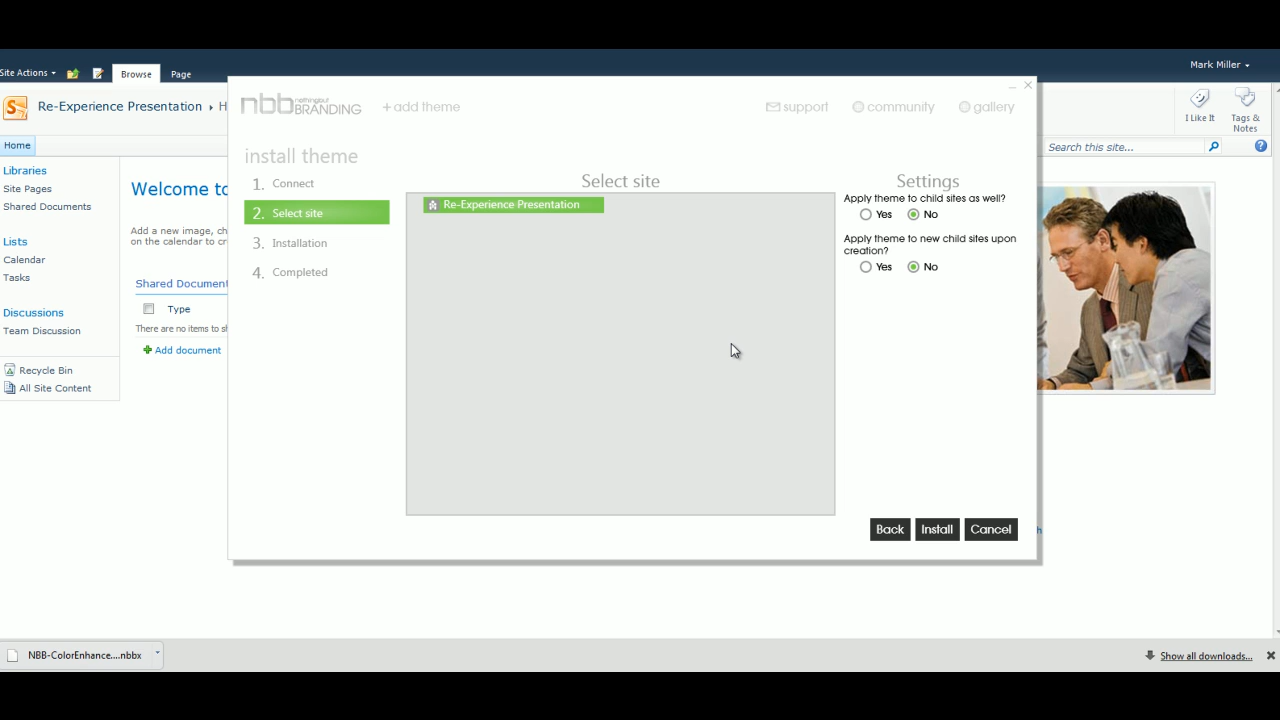 Site Actions
Browse
Page
Mark Miller
Re-Experience Presentation
I Like It
Tags &
Notes
Home
Search this site...
Libraries
Site Pages
Shared Documents
Lists
Calendar
Tasks
Discussions
Team Discussion
Recycle Bin
All Site Content
Welcome to
Add a new image, ch
on the calendar to cr
Shared Document
Type
There are no items to sh
Add document
nbb nothingbut
BRANDING
+ add theme
support
community
gallery
install theme
1. Connect
2. Select site
3. Installation
4. Completed
Select site
Re-Experience Presentation
Settings
Apply theme to child sites as well?
Yes No
Apply theme to new child sites upon
creation?
Yes No
Back Install Cancel
NBB-ColorEnhance....nbbx
Show all downloads...